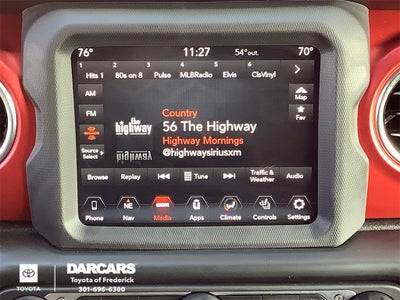 76° 11:27 54°out. 70°
1 2 3 4 5 6
Hits 1 80s on 8 Pulse MLBRadio Elvis ClsVinyl
AM
FM
Source
Select
the
highway
Country
56 The Highway
Highway Mornings
@highwaysiriusxm
Map
Fav
Browse Replay Tune Traffic &
Weather Audio
Phone NE
Nav Media Apps Climate Controls Settings
TOYOTA
DARCARS
Toyota of Frederick
301-696-6300